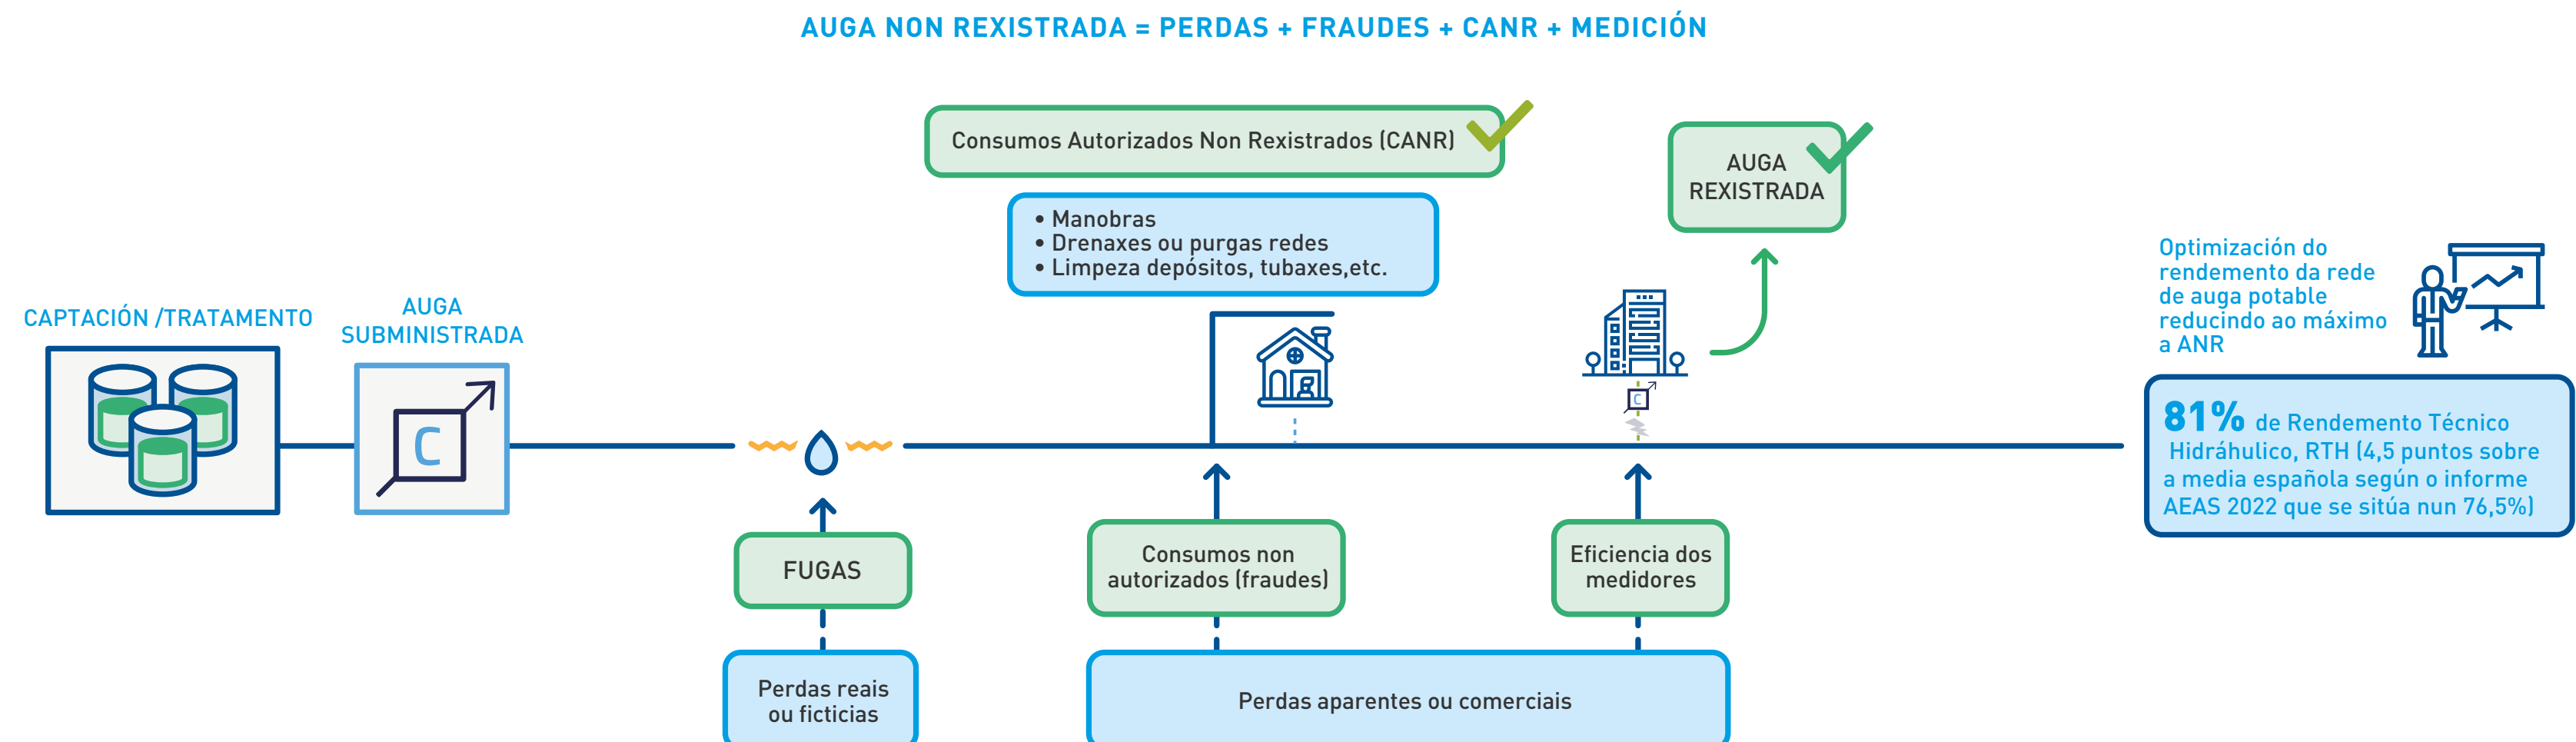 AUGA NON REXISTRADA = PERDAS + FRAUDES + CANR + MEDICIÓN
Consumos Autorizados Non Rexistrados (CANR)
• Manobras
• Drenaxes ou purgas redes
• Limpeza depósitos, tubaxes,etc.
AUGA
REXISTRADA
CAPTACIÓN /TRATAMENTO
AUGA
SUBMINISTRADA
C
C
FUGAS
Perdas reais
ou ficticias
Consumos non
autorizados (fraudes)
Eficiencia dos
medidores
Perdas aparentes ou comerciais
Optimización do
rendemento da rede
de auga potable
reducindo ao máximo
a ANR
81% de Rendemento Técnico
Hidráhulico, RTH (4,5 puntos sobre
a media española según o informe
AEAS 2022 que se sitúa nun 76,5%)